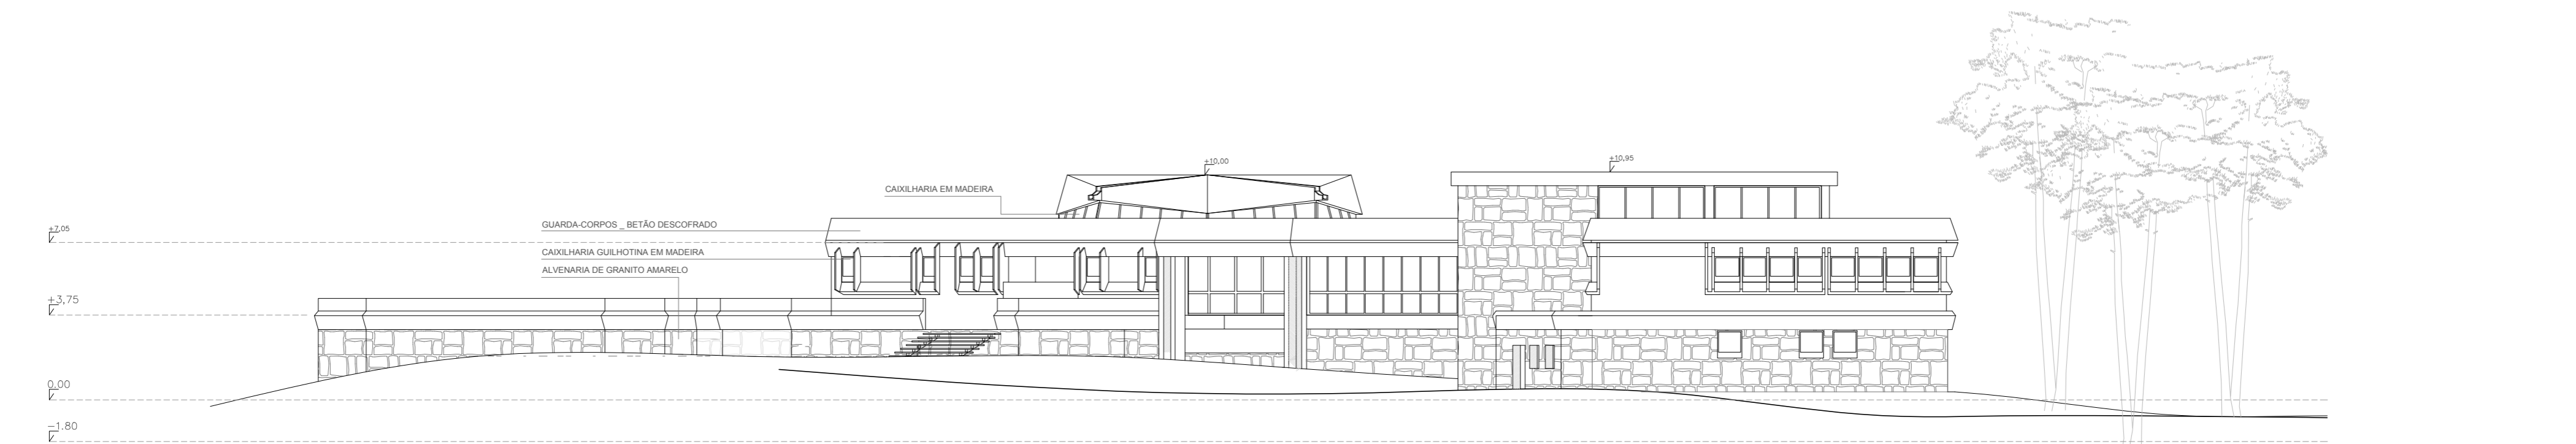 +10,95
+10,00
CAIXILHARIA EM MADEIRA
GUARDA-CORPOS _ BETÃO DESCOFRADO
+7,05
CAIXILHARIA GUILHOTINA EM MADEIRA
ALVENARIA DE GRANITO AMARELO
+3,75
0,00
-1.80